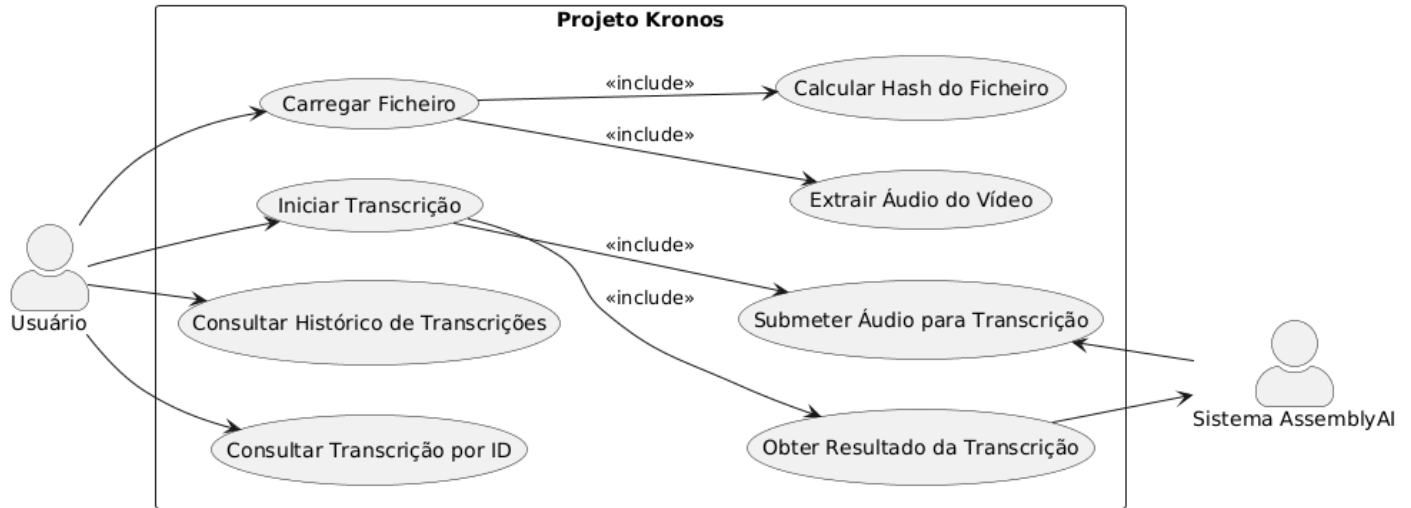 Projeto Kronos
Carregar Ficheiro
«include»
Calcular Hash do Ficheiro
«include»
Extrair Áudio do Vídeo
Iniciar Transcrição
«include»
Submeter Áudio para Transcrição
«include»
Obter Resultado da Transcrição
Consultar Histórico de Transcrições
Consultar Transcrição por ID
Usuário
Sistema AssemblyAI